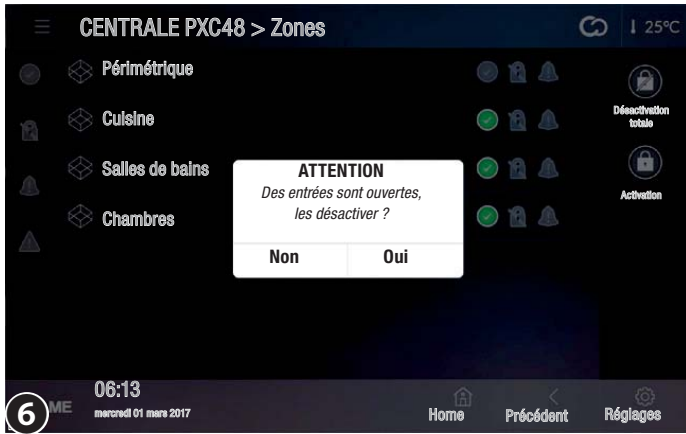 CENTRALE PXC48 > Zones
25°C
Périmétrique
Cuisine
Salles de bains
Chambres
Désactivation
totale
Activation
ATTENTION
Des entrées sont ouvertes,
les désactiver ?
Non Oui
06:13
mercredi 01 mars 2017
6
ME
Home
Précédent
Réglages